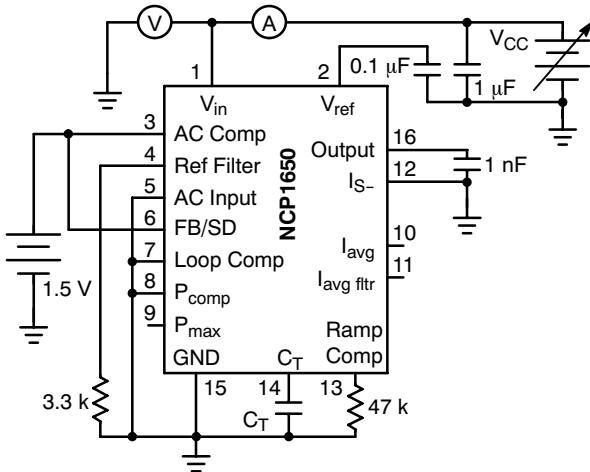 V A
V_CC
1 2 0.1 μF 1 μF
V_in V_ref
3 AC Comp Output 16
4 Ref Filter 1 nF
I_S– 12
5 AC Input
NCP1650
6 FB/SD
I_avg 10
7 Loop Comp
I_avg fltr 11
1.5 V
8 P_comp
9 P_max
Ramp Comp
GND C_T
15 14 13
3.3 k C_T 47 k